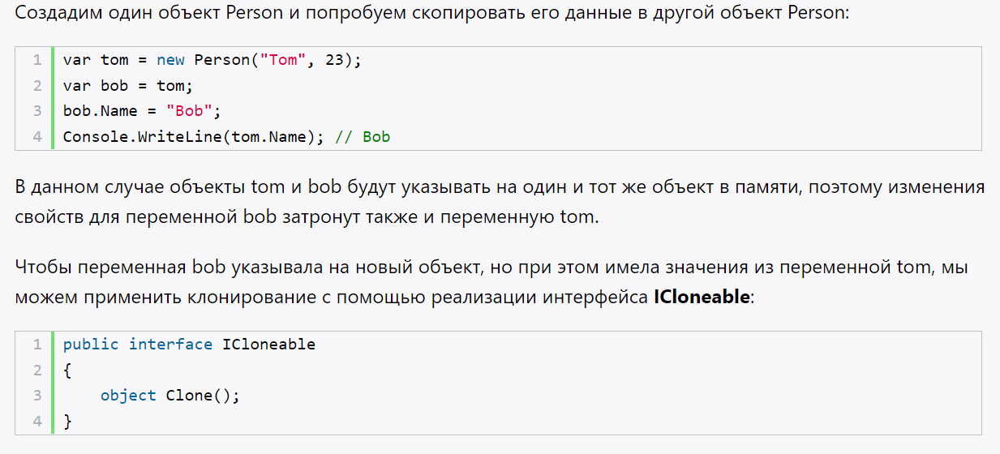 Создадим один объект Person и попробуем скопировать его данные в другой объект Person:
1 var tom = new Person("Tom", 23);
2 var bob = tom;
3 bob.Name = "Bob";
4 Console.WriteLine(tom.Name); // Bob
В данном случае объекты tom и bob будут указывать на один и тот же объект в памяти, поэтому изменения
свойств для переменной bob затронут также и переменную tom.
Чтобы переменная bob указывала на новый объект, но при этом имела значения из переменной tom, мы
можем применить клонирование с помощью реализации интерфейса ICloneable:
1 public interface ICloneable
2 {
3     object Clone();
4 }